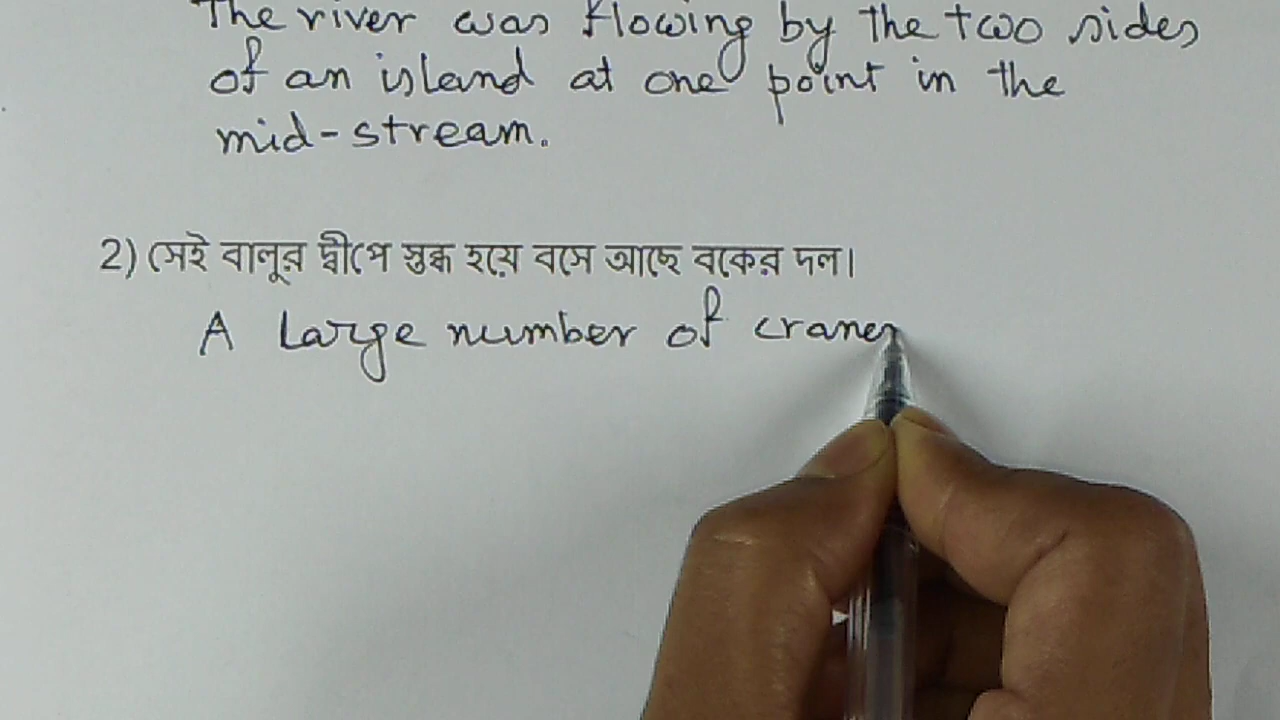 The river was flowing by the two sides
of an island at one point in the
mid-stream.
2) সেই বালুর দ্বীপে স্তব্ধ হয়ে বসে আছে বকের দল।
A large number of cranes